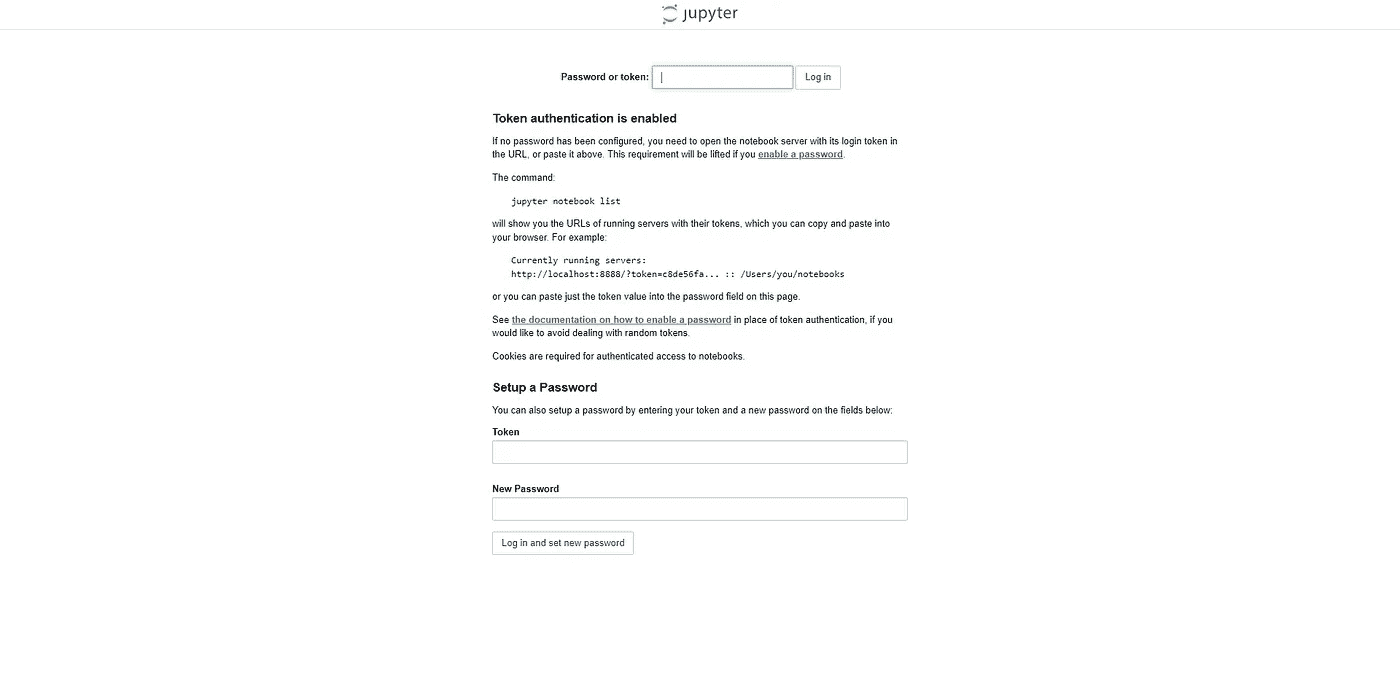 jupyter
Password or token: Log in
Token authentication is enabled
If no password has been configured, you need to open the notebook server with its login token in
the URL, or paste it above. This requirement will be lifted if you enable a password.
The command:
jupyter notebook list
will show you the URLs of running servers with their tokens, which you can copy and paste into
your browser. For example:
Currently running servers:
http://localhost:8888/?token=c8de56fa... :: /Users/you/notebooks
or you can paste just the token value into the password field on this page.
See the documentation on how to enable a password in place of token authentication, if you
would like to avoid dealing with random tokens.
Cookies are required for authenticated access to notebooks.
Setup a Password
You can also setup a password by entering your token and a new password on the fields below:
Token
New Password
Log in and set new password